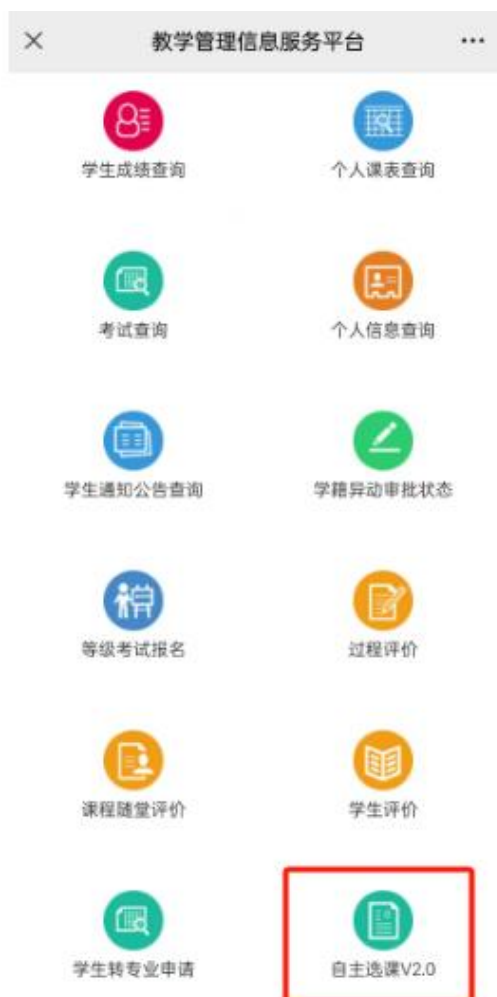 教学管理信息服务平台
学生成绩查询
个人课表查询
考试查询
个人信息查询
学生通知公告查询
学籍异动审批状态
等级考试报名
过程评价
课程随堂评价
学生评价
学生转专业申请
自主选课V2.0